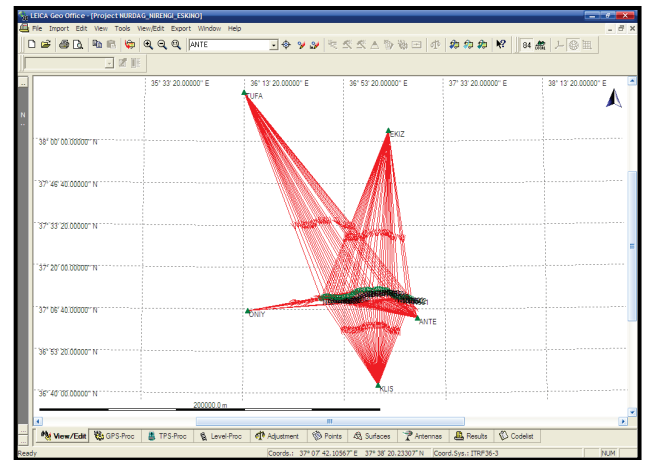 LEICA Geo Office - [Project NURDAG_NIRENGI_ESKINO]
File Import Edit View Tools View/Edit Export Window Help
ANTE
84
35° 33' 20.00000" E 36° 13' 20.00000" E 36° 53' 20.00000" E 37° 33' 20.00000" E 38° 13' 20.00000" E
TUFA
N
EKIZ
38° 00' 00.00000" N
37° 46' 40.00000" N
37° 33' 20.00000" N
37° 20' 00.00000" N
37° 06' 40.00000" N
ONIY
ANTE
36° 53' 20.00000" N
KLIS
36° 40' 00.00000" N
200000.0 m
View/Edit GPS-Proc TPS-Proc Level-Proc Adjustment Points Surfaces Antennas Results Codelist
Ready Coords.: 37° 07' 42.10567" E 37° 38' 20.23307" N Coord.Sys.: ITRF36-3 NUM